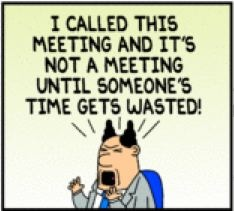 I CALLED THIS
MEETING AND IT'S
NOT A MEETING
UNTIL SOMEONE'S
TIME GETS WASTED!